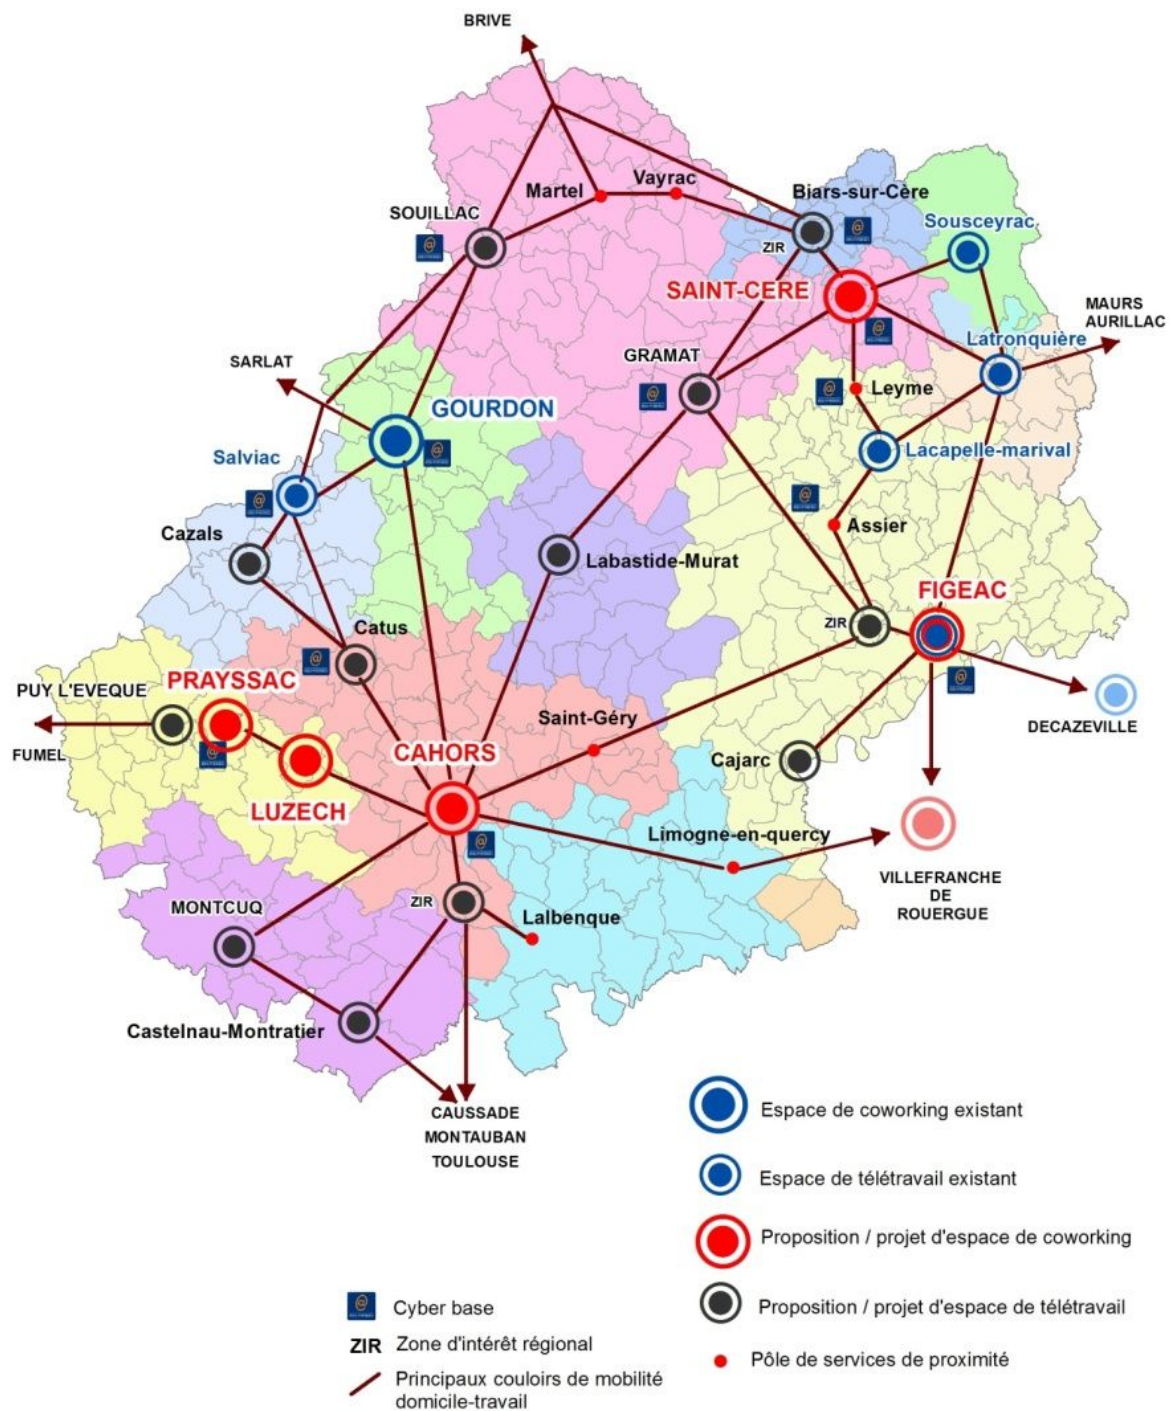 BRIVE
Martel
Vayrac
Biars-sur-Cère
SOUILLAC
ZIR
Sousceyrac
SAINT-CERE
MAURS
AURILLAC
Latronquière
SARLAT
GRAMAT
Leyme
GOURDON
Salviac
Lacapelle-marival
Cazals
Assier
Labastide-Murat
FIGEAC
ZIR
Catus
PRAYSSAC
PUY L'EVEQUE
FUMEL
DECAZEVILLE
Saint-Géry
CAHORS
Cajarc
LUZECH
Limogne-en-quercy
VILLEFRANCHE
DE
ROUERGUE
MONTCUQ
ZIR
Lalbenque
Castelnau-Montratier
CAUSSADE
MONTAUBAN
TOULOUSE
Espace de coworking existant
Espace de télétravail existant
Proposition / projet d'espace de coworking
Proposition / projet d'espace de télétravail
Pôle de services de proximité
@ Cyber base
ZIR Zone d'intérêt régional
Principaux couloirs de mobilité
domicile-travail